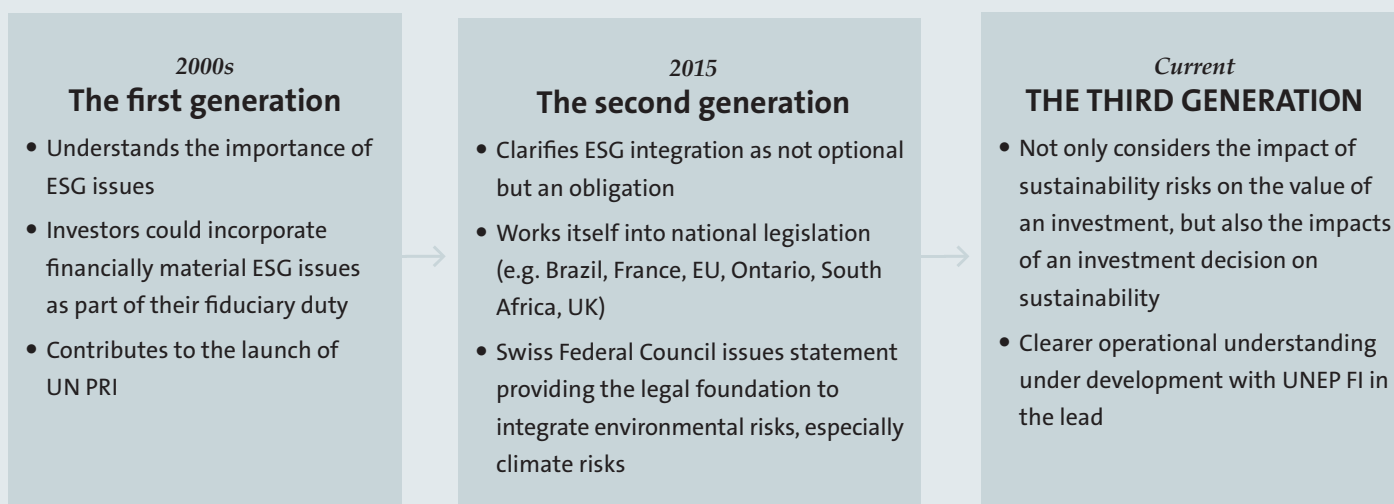 2000s
The first generation
• Understands the importance of
ESG issues
• Investors could incorporate
financially material ESG issues
as part of their fiduciary duty
• Contributes to the launch of
UN PRI
2015
The second generation
• Clarifies ESG integration as not optional
but an obligation
• Works itself into national legislation
(e.g. Brazil, France, EU, Ontario, South
Africa, UK)
• Swiss Federal Council issues statement
providing the legal foundation to
integrate environmental risks, especially
climate risks
Current
THE THIRD GENERATION
• Not only considers the impact of
sustainability risks on the value of
an investment, but also the impacts
of an investment decision on
sustainability
• Clearer operational understanding
under development with UNEP FI in
the lead